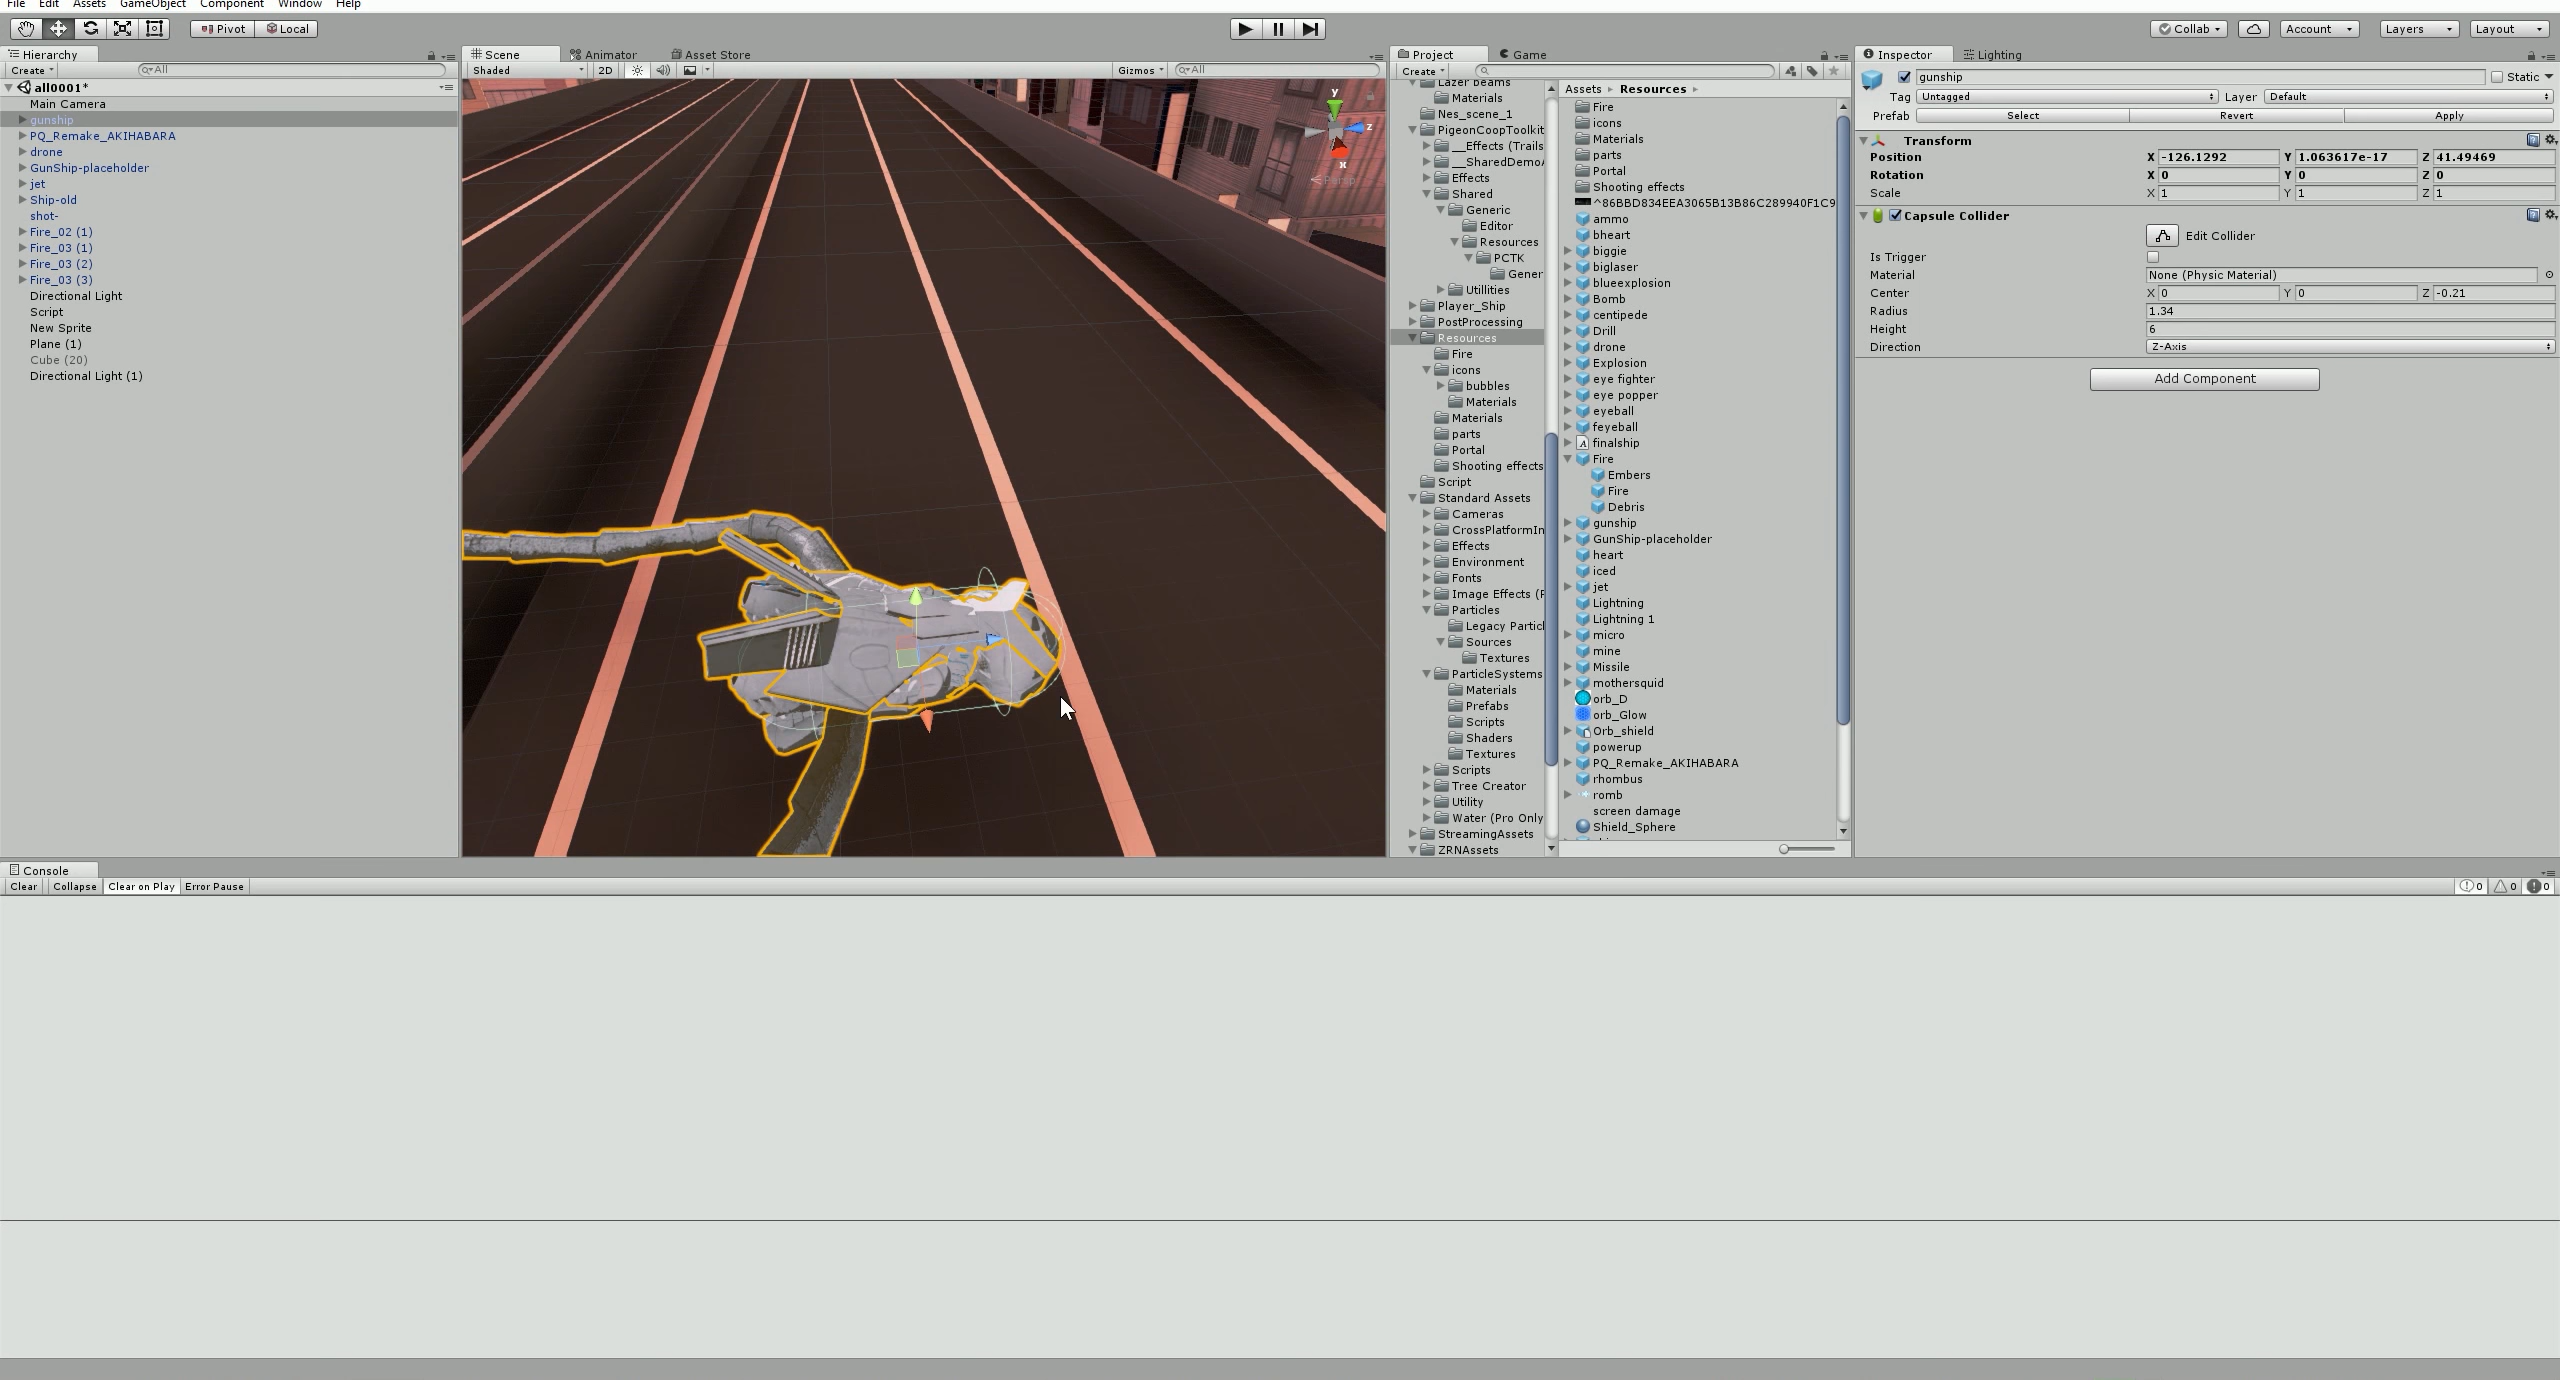 File Edit Assets GameObject Component Window Help
Pivot Local
Collab Account Layers Layout
Hierarchy
Create All
all0001*
Main Camera
gunship
PQ_Remake_AKIHABARA
drone
GunShip-placeholder
jet
Ship-old
shot-
Fire_02 (1)
Fire_03 (1)
Fire_03 (2)
Fire_03 (3)
Directional Light
Script
New Sprite
Plane (1)
Cube (20)
Directional Light (1)
Scene Animator Asset Store
Shaded 2D Gizmos All
y
z
x
Persp
Project Game
Create
Lazer beams
Materials
Nes_scene_1
PigeonCoopToolkit
__Effects (Trails
__SharedDemo
Effects
Shared
Generic
Editor
Resources
PCTK
Gener
Utillities
Player_Ship
PostProcessing
Resources
Fire
icons
bubbles
Materials
Materials
parts
Portal
Shooting effects
Script
Standard Assets
Cameras
CrossPlatformIn
Effects
Environment
Fonts
Image Effects (P
Particles
Legacy Particl
Sources
Textures
ParticleSystems
Materials
Prefabs
Scripts
Shaders
Textures
Scripts
Tree Creator
Utility
Water (Pro Only
StreamingAssets
ZRNAssets
Assets Resources
Fire
icons
Materials
parts
Portal
Shooting effects
^86BBD834EEA3065B13B86C289940F1C9
ammo
bheart
biggie
biglaser
blueexplosion
Bomb
centipede
Drill
drone
Explosion
eye fighter
eye popper
eyeball
feyeball
finalship
Fire
Embers
Fire
Debris
gunship
GunShip-placeholder
heart
iced
jet
Lightning
Lightning 1
micro
mine
Missile
mothersquid
orb_D
orb_Glow
Orb_shield
powerup
PQ_Remake_AKIHABARA
rhombus
romb
screen damage
Shield_Sphere
Inspector Lighting
gunship Static
Tag Untagged Layer Default
Prefab Select Revert Apply
Transform
Position X -126.1292 Y 1.063617e-17 Z 41.49469
Rotation X 0 Y 0 Z 0
Scale X 1 Y 1 Z 1
Capsule Collider
Edit Collider
Is Trigger
Material None (Physic Material)
Center X 0 Y 0 Z -0.21
Radius 1.34
Height 6
Direction Z-Axis
Add Component
Console
Clear Collapse Clear on Play Error Pause 0 0 0